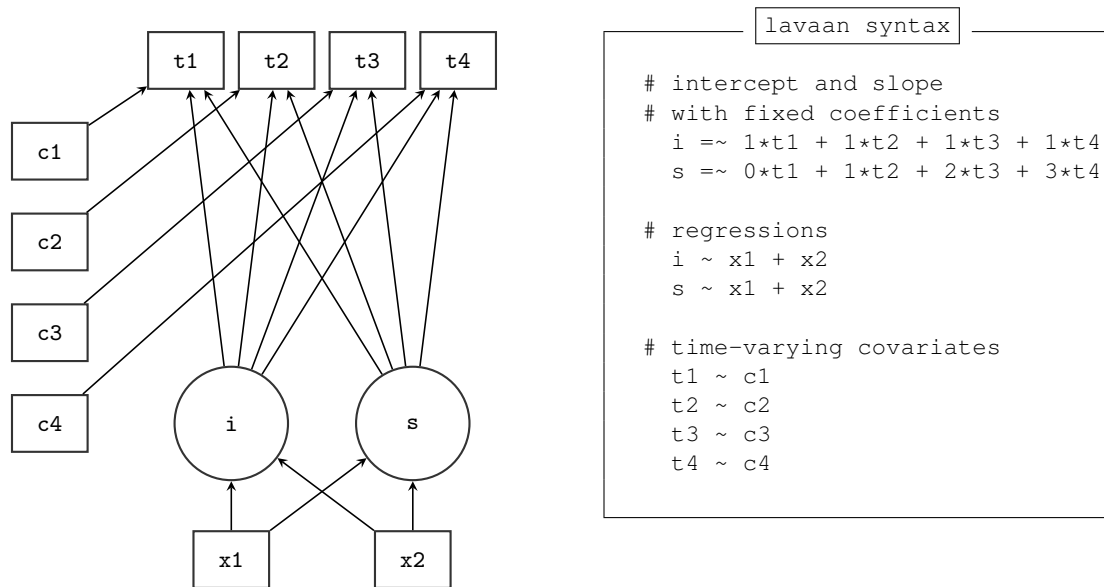 t1 t2 t3 t4
c1
c2
c3
c4
i s
x1 x2
lavaan syntax
# intercept and slope
# with fixed coefficients
i =~ 1*t1 + 1*t2 + 1*t3 + 1*t4
s =~ 0*t1 + 1*t2 + 2*t3 + 3*t4
# regressions
i ~ x1 + x2
s ~ x1 + x2
# time-varying covariates
t1 ~ c1
t2 ~ c2
t3 ~ c3
t4 ~ c4